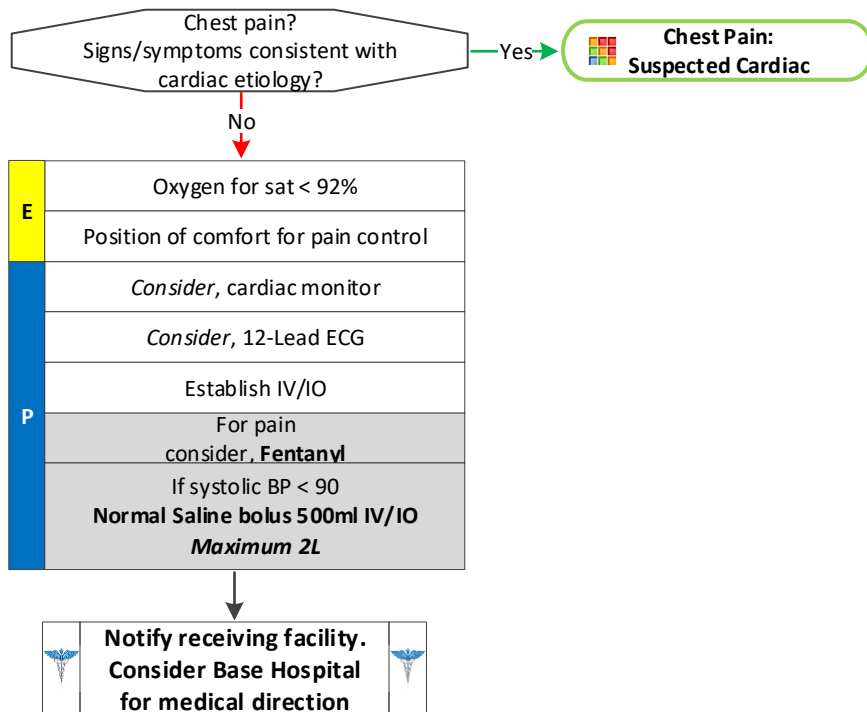 Chest pain?
Signs/symptoms consistent with
cardiac etiology?
Yes
Chest Pain:
Suspected Cardiac
No
E
Oxygen for sat < 92%
Position of comfort for pain control
P
Consider, cardiac monitor
Consider, 12-Lead ECG
Establish IV/IO
For pain
consider, Fentanyl
If systolic BP < 90
Normal Saline bolus 500ml IV/IO
Maximum 2L
Notify receiving facility.
Consider Base Hospital
for medical direction